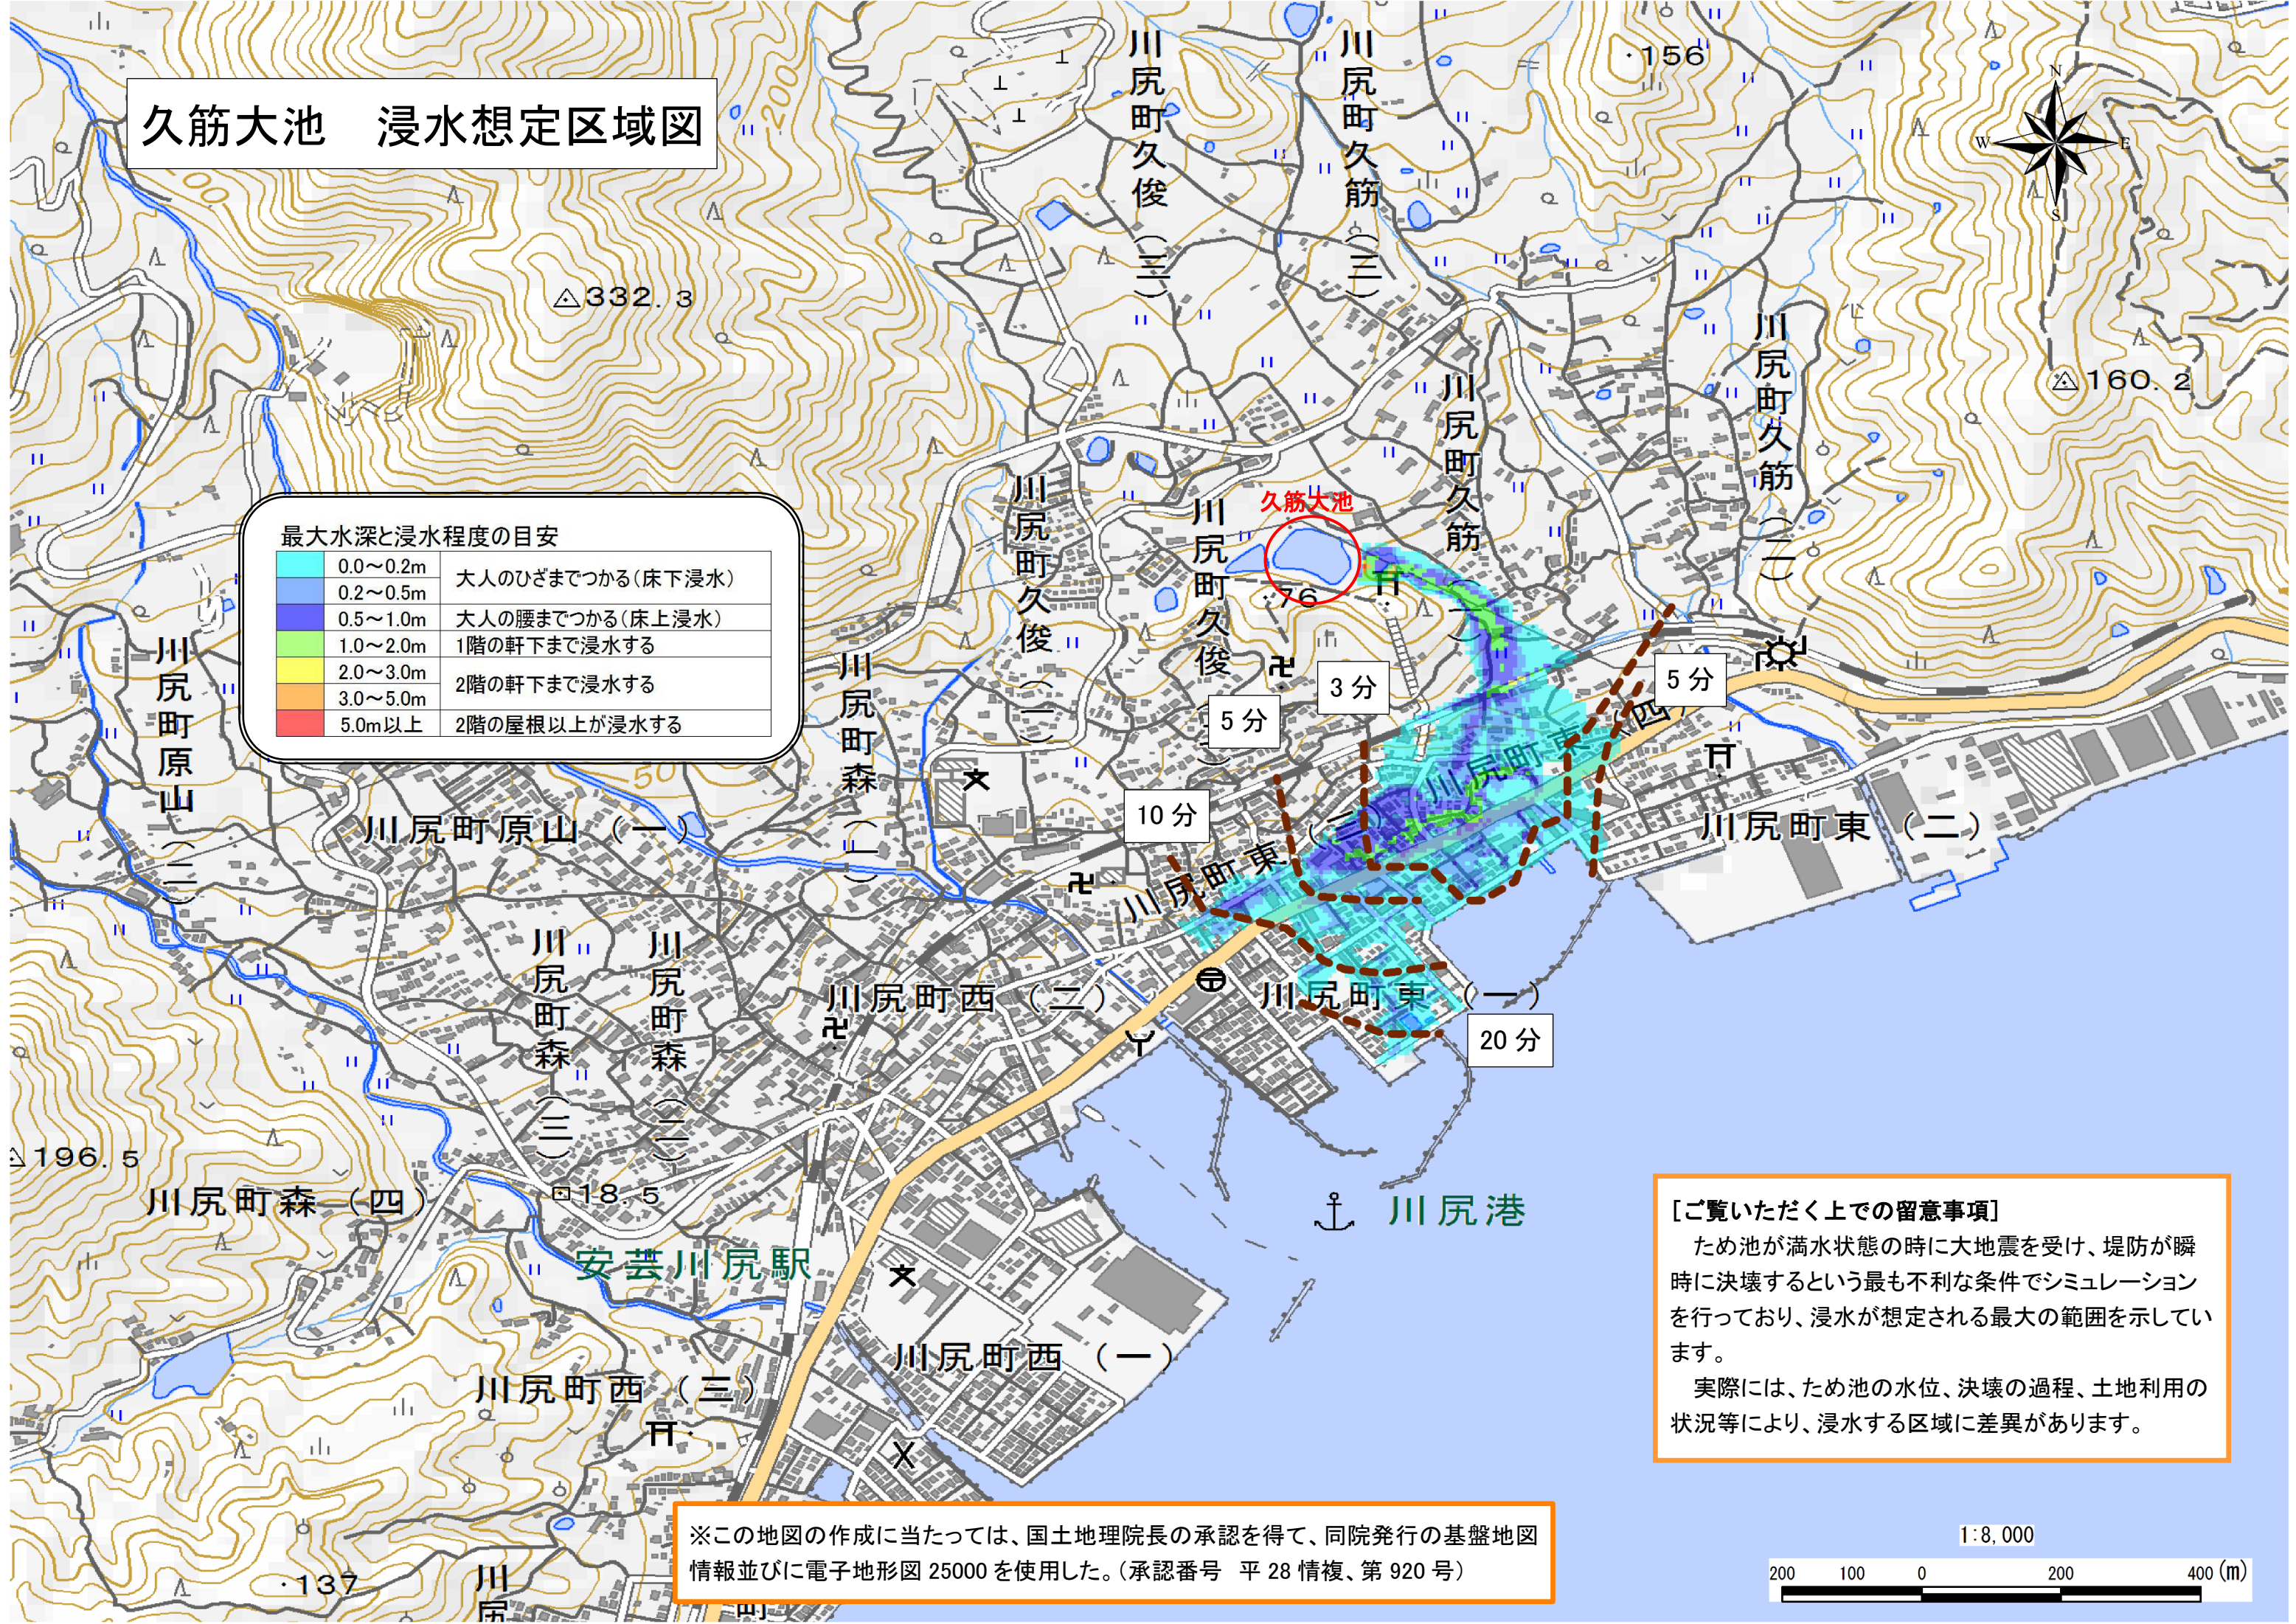 久筋大池　浸水想定区域図
川尻町久俊（三）
川尻町久筋（三）
・156
N
W
E
S
200
00
332.3
160.2
川尻町久筋（二）
川尻町久筋（一）
川尻町久俊（二）
川尻町久俊（一）
久筋大池
・76
最大水深と浸水程度の目安
0.0～0.2m
大人のひざまでつかる（床下浸水）
0.2～0.5m
0.5～1.0m 大人の腰までつかる（床上浸水）
1.0～2.0m 1階の軒下まで浸水する
2.0～3.0m
2階の軒下まで浸水する
3.0～5.0m
5.0m以上 2階の屋根以上が浸水する
3分
5分
5分
10分
20分
川尻町原山（二）
川尻町原山（一）
50
川尻町森（一）
川尻町東（四）
川尻町東（三）
川尻町東（二）
川尻町東（一）
川尻町森（三）
川尻町森（二）
川尻町西（二）
196.5
川尻町森（四）
18.5
安芸川尻駅
川尻港
川尻町西（一）
川尻町西（三）
・137
川尻
町
[ご覧いただく上での留意事項]
　ため池が満水状態の時に大地震を受け、堤防が瞬
時に決壊するという最も不利な条件でシミュレーション
を行っており、浸水が想定される最大の範囲を示してい
ます。
　実際には、ため池の水位、決壊の過程、土地利用の
状況等により、浸水する区域に差異があります。
※この地図の作成に当たっては、国土地理院長の承認を得て、同院発行の基盤地図
情報並びに電子地形図 25000 を使用した。（承認番号　平 28 情複、第 920 号）
1:8,000
200 100 0 200 400 (m)